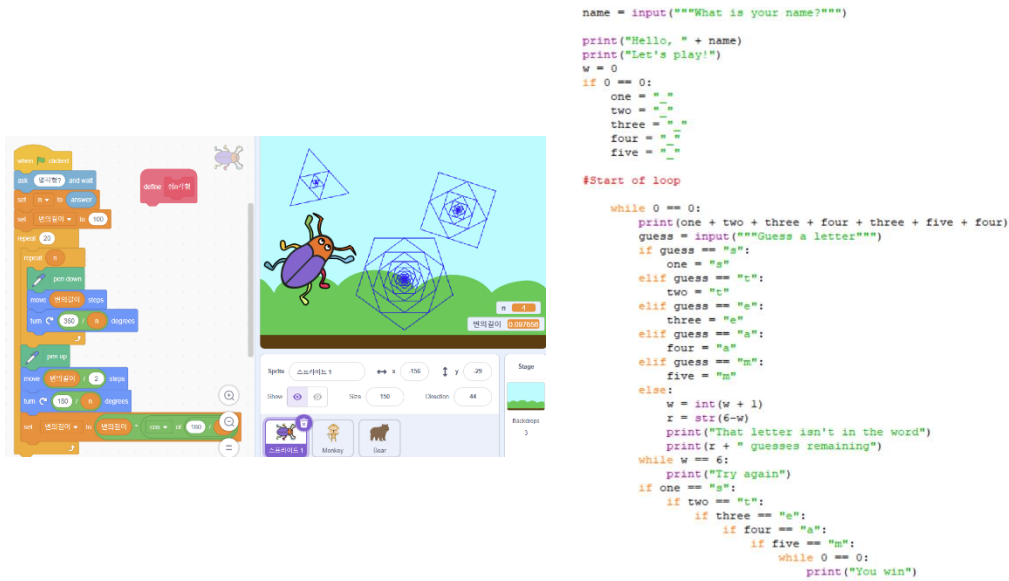 when clicked
ask 몇각형? and wait
set n to answer
set 변의길이 to 100
repeat 20
repeat n
pen down
move 변의길이 steps
turn 360 / n degrees
pen up
move 변의길이 / 2 steps
turn 180 / n degrees
set 변의길이 to 변의길이 * cos of 180 /
define
n 4
변의길이 0.097656
Sprite 스프라이트 1 x -156 y -29
Show Size 150 Direction 44
Stage
Backdrops
3
스프라이트 1
Monkey
Bear
name = input("""What is your name?""")
print("Hello, " + name)
print("Let's play!")
w = 0
if 0 == 0:
one = "_"
two = "_"
three = "_"
four = "_"
five = "_"
#Start of loop
while 0 == 0:
print(one + two + three + four + three + five + four)
guess = input("""Guess a letter""")
if guess == "s":
one = "s"
elif guess == "t":
two = "t"
elif guess == "e":
three = "e"
elif guess == "a":
four = "a"
elif guess == "m":
five = "m"
else:
w = int(w + 1)
r = str(6-w)
print("That letter isn't in the word")
print(r + " guesses remaining")
while w == 6:
print("Try again")
if one == "s":
if two == "t":
if three == "e":
if four == "a":
if five == "m":
while 0 == 0:
print("You win")